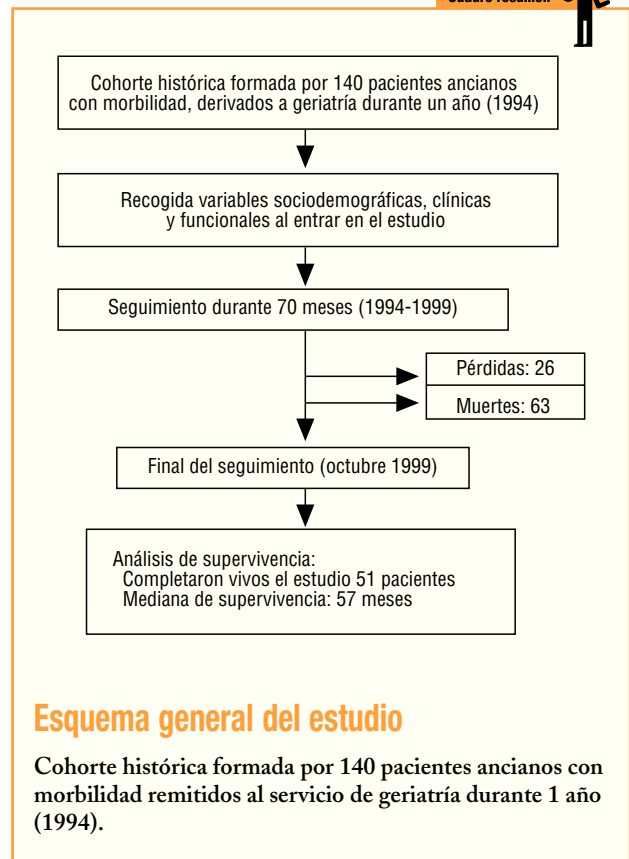 Cuadro resumen
Cohorte histórica formada por 140 pacientes ancianos
con morbilidad, derivados a geriatría durante un año (1994)
Recogida variables sociodemográficas, clínicas
y funcionales al entrar en el estudio
Seguimiento durante 70 meses (1994-1999)
Pérdidas: 26
Muertes: 63
Final del seguimiento (octubre 1999)
Análisis de supervivencia:
Completaron vivos el estudio 51 pacientes
Mediana de supervivencia: 57 meses
Esquema general del estudio
Cohorte histórica formada por 140 pacientes ancianos con
morbilidad remitidos al servicio de geriatría durante 1 año
(1994).